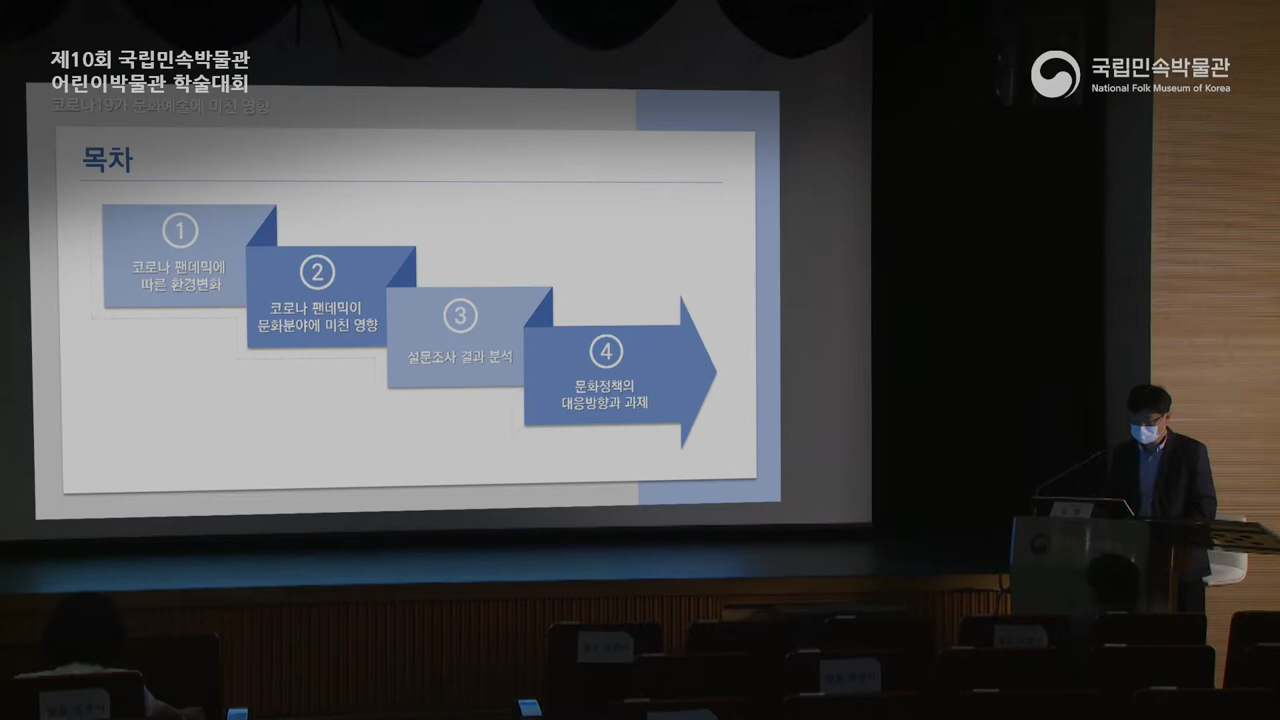 제10회 국립민속박물관
어린이박물관 학술대회
국립민속박물관
National Folk Museum of Korea
코로나19가 문화예술에 미친 영향
목차
1
코로나 팬데믹에
따른 환경변화
2
코로나 팬데믹이
문화분야에 미친 영향
3
설문조사 결과 분석
4
문화정책의
대응방향과 과제